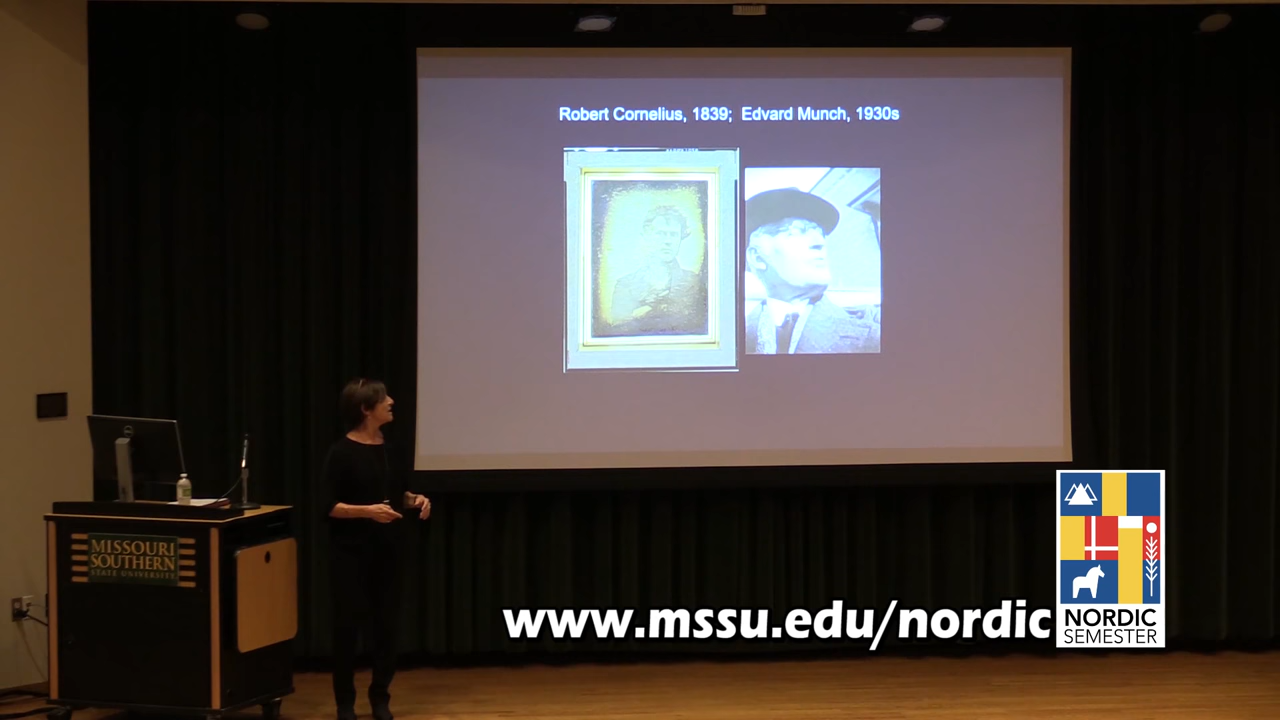 Robert Cornelius, 1839;  Edvard Munch, 1930s
MISSOURI
SOUTHERN
STATE UNIVERSITY
www.mssu.edu/nordic
NORDIC
SEMESTER